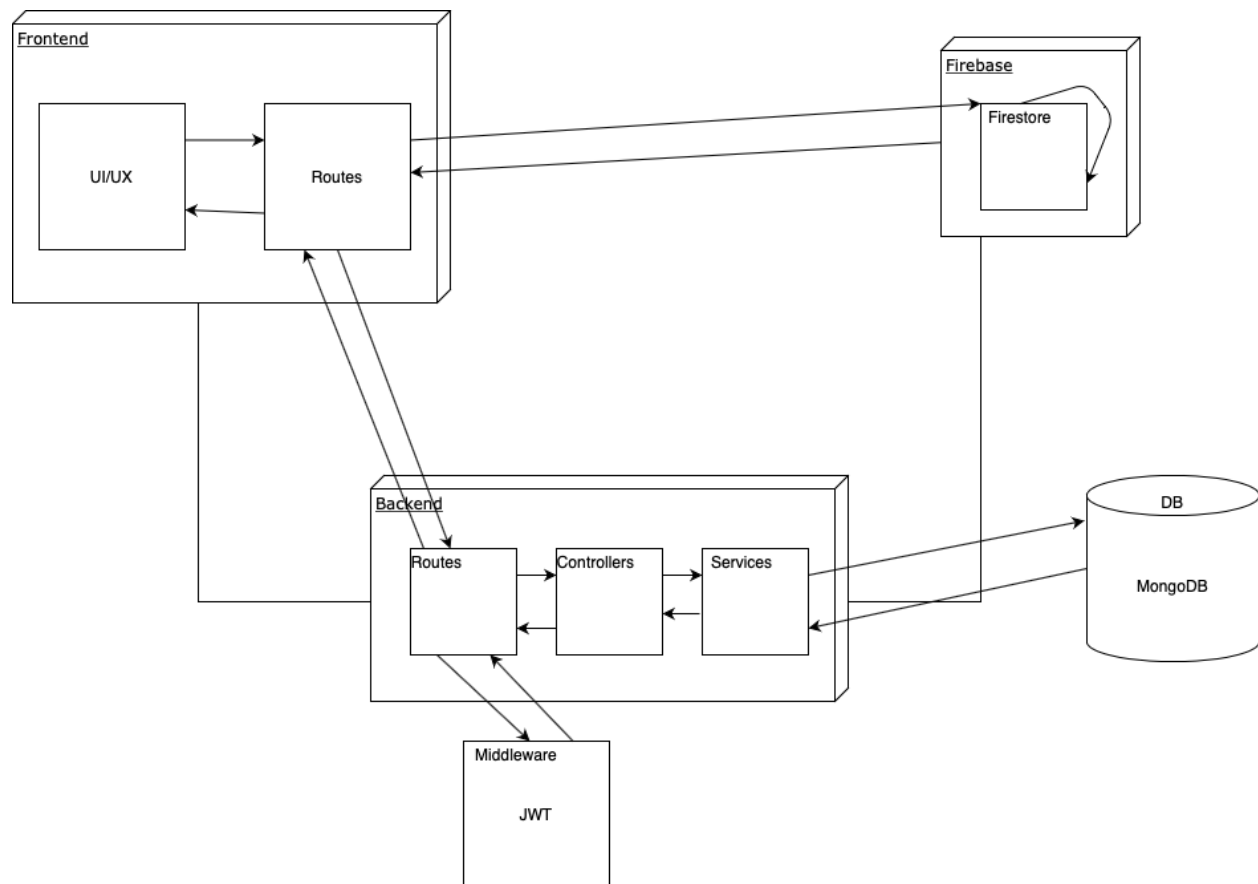 Frontend
UI/UX
Routes
Firebase
Firestore
Backend
Routes
Controllers
Services
DB
MongoDB
Middleware
JWT